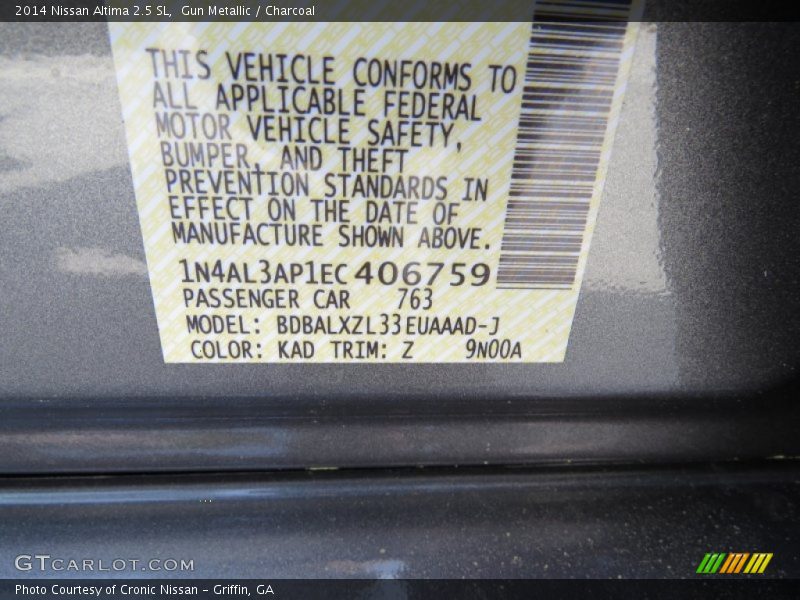 2014 Nissan Altima 2.5 SL,  Gun Metallic / Charcoal
THIS VEHICLE CONFORMS TO
ALL APPLICABLE FEDERAL
MOTOR VEHICLE SAFETY,
BUMPER, AND THEFT
PREVENTION STANDARDS IN
EFFECT ON THE DATE OF
MANUFACTURE SHOWN ABOVE.
1N4AL3AP1EC406759
PASSENGER CAR 763
MODEL: BDBALXZL33EUAAAD-J
COLOR: KAD TRIM: Z 9N00A
GTCARLOT.COM
Photo Courtesy of Cronic Nissan - Griffin, GA